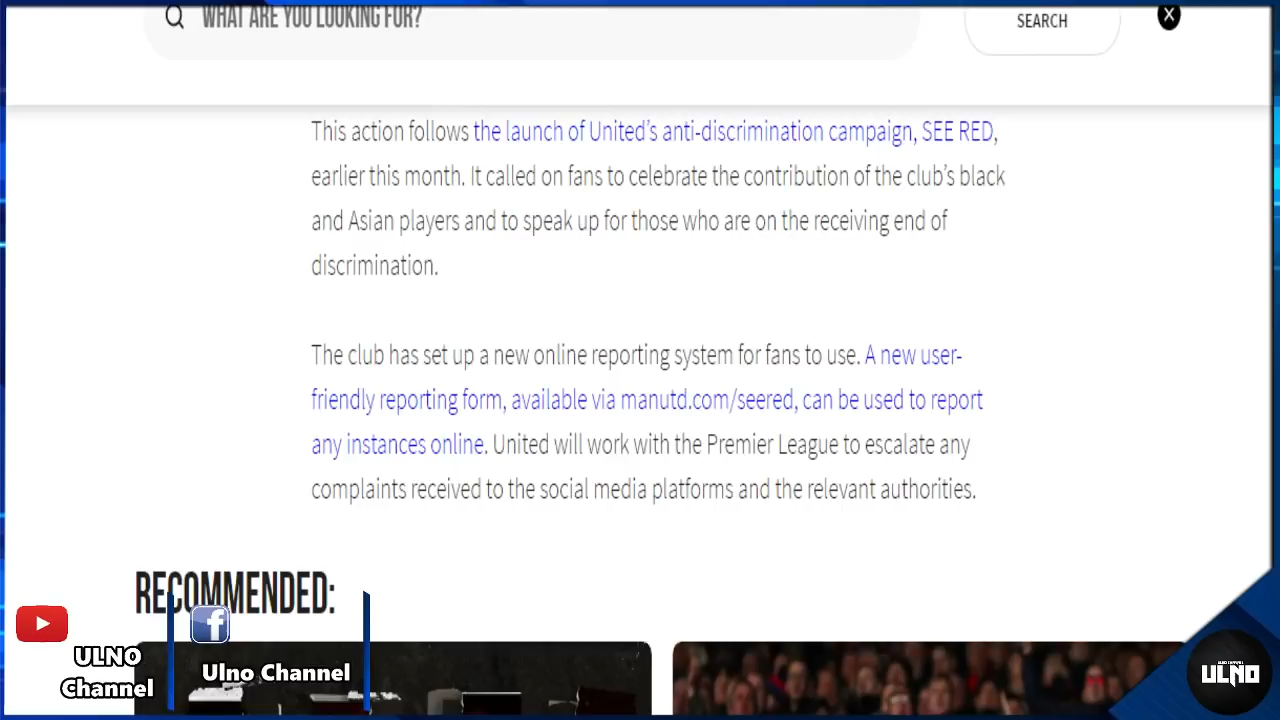 WHAT ARE YOU LOOKING FOR?
SEARCH
X
This action follows the launch of United’s anti-discrimination campaign, SEE RED,
earlier this month. It called on fans to celebrate the contribution of the club’s black
and Asian players and to speak up for those who are on the receiving end of
discrimination.
The club has set up a new online reporting system for fans to use. A new user-
friendly reporting form, available via manutd.com/seered, can be used to report
any instances online. United will work with the Premier League to escalate any
complaints received to the social media platforms and the relevant authorities.
RECOMMENDED:
f
ULNO
Channel
Ulno Channel
ULNO